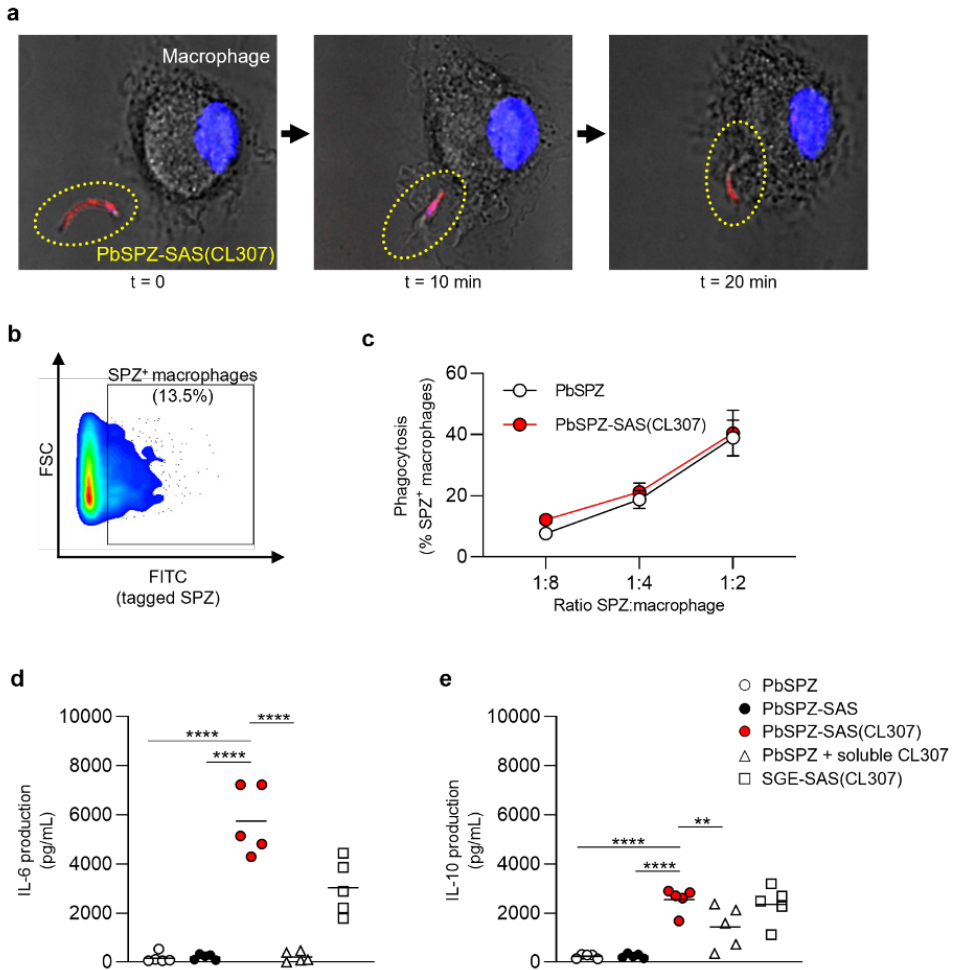 a
Macrophage
PbSPZ-SAS(CL307)
t = 0
t = 10 min
t = 20 min
b
SPZ+ macrophages
(13.5%)
FSC
FITC
(tagged SPZ)
c
Phagocytosis
(% SPZ+ macrophages)
60
40
20
0
PbSPZ
PbSPZ-SAS(CL307)
1:8
1:4
1:2
Ratio SPZ:macrophage
d
IL-6 production
(pg/mL)
10000
8000
6000
4000
2000
0
****
****
****
e
IL-10 production
(pg/mL)
10000
8000
6000
4000
2000
0
**
****
****
PbSPZ
PbSPZ-SAS
PbSPZ-SAS(CL307)
PbSPZ + soluble CL307
SGE-SAS(CL307)